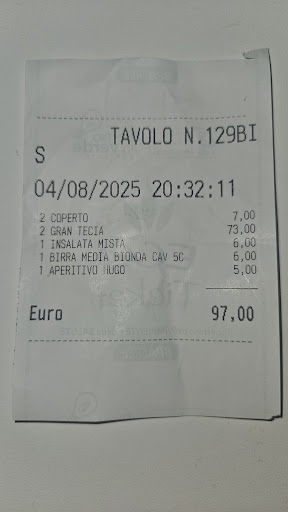 TAVOLO N.129BI
S
04/08/2025 20:32:11
2 COPERTO 7,00
2 GRAN TECIA 73,00
1 INSALATA MISTA 6,00
1 BIRRA MEDIA BIONDA CAV 5C 6,00
1 APERITIVO HUGO 5,00
Euro 97,00